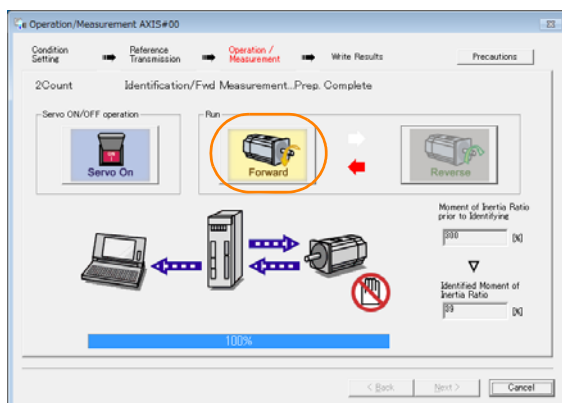 Operation/Measurement AXIS#00
Condition Setting
Reference Transmission
Operation / Measurement
Write Results
Precautions
2Count Identification/Fwd Measurement...Prep. Complete
Servo ON/OFF operation
Run
Servo On
Forward
Reverse
Moment of Inertia Ratio prior to Identifying
300 [%]
Identified Moment of Inertia Ratio
39 [%]
100%
< Back
Next >
Cancel